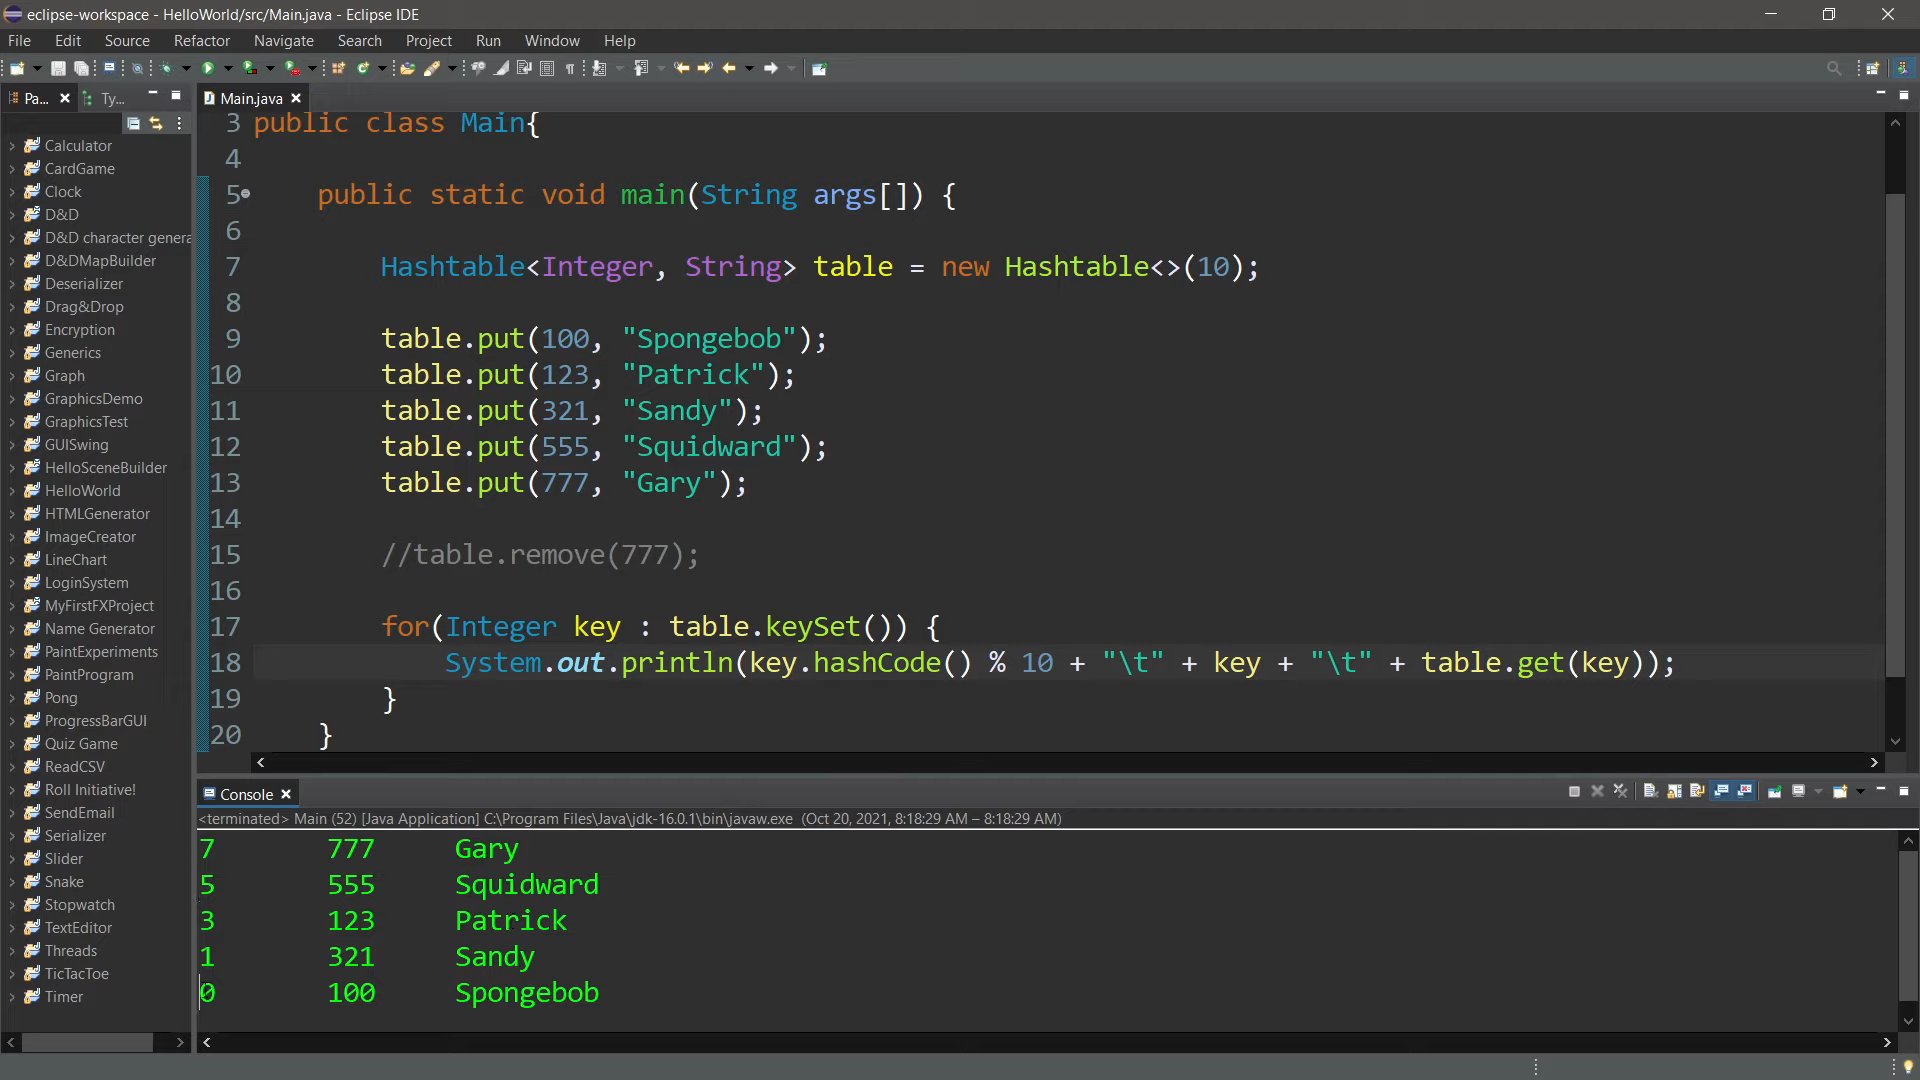 eclipse-workspace - HelloWorld/src/Main.java - Eclipse IDE
File Edit Source Refactor Navigate Search Project Run Window Help
Pa... Ty...
Calculator
CardGame
Clock
D&D
D&D character genera
D&DMapBuilder
Deserializer
Drag&Drop
Encryption
Generics
Graph
GraphicsDemo
GraphicsTest
GUISwing
HelloSceneBuilder
HelloWorld
HTMLGenerator
ImageCreator
LineChart
LoginSystem
MyFirstFXProject
Name Generator
PaintExperiments
PaintProgram
Pong
ProgressBarGUI
Quiz Game
ReadCSV
Roll Initiative!
SendEmail
Serializer
Slider
Snake
Stopwatch
TextEditor
Threads
TicTacToe
Timer
Main.java
3 public class Main{
4
5 public static void main(String args[]) {
6
7 Hashtable<Integer, String> table = new Hashtable<>(10);
8
9 table.put(100, "Spongebob");
10 table.put(123, "Patrick");
11 table.put(321, "Sandy");
12 table.put(555, "Squidward");
13 table.put(777, "Gary");
14
15 //table.remove(777);
16
17 for(Integer key : table.keySet()) {
18 System.out.println(key.hashCode() % 10 + "\t" + key + "\t" + table.get(key));
19 }
20 }
Console
<terminated> Main (52) [Java Application] C:\Program Files\Java\jdk-16.0.1\bin\javaw.exe (Oct 20, 2021, 8:18:29 AM – 8:18:29 AM)
7 777 Gary
5 555 Squidward
3 123 Patrick
1 321 Sandy
0 100 Spongebob